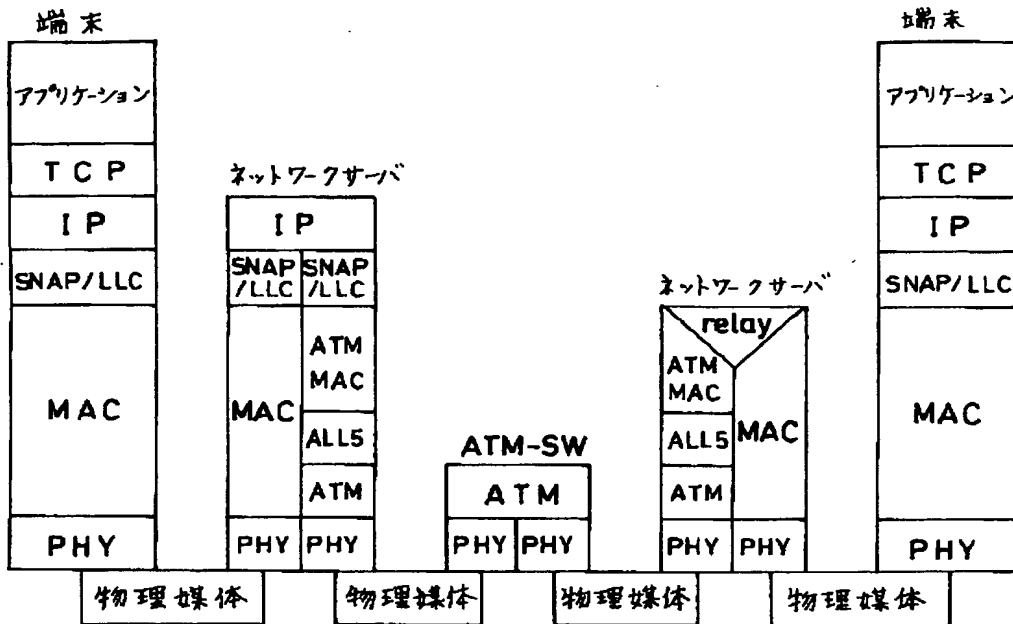 端末
アプリケーション
TCP
IP
SNAP/LLC
MAC
PHY
ネットワークサーバ
IP
SNAP
/LLC
SNAP
/LLC
MAC
ATM
MAC
ALL5
ATM
PHY
PHY
ATM-SW
ATM
PHY
PHY
ネットワークサーバ
relay
ATM
MAC
ALL5
ATM
MAC
PHY
PHY
端末
アプリケーション
TCP
IP
SNAP/LLC
MAC
PHY
物理媒体
物理媒体
物理媒体
物理媒体